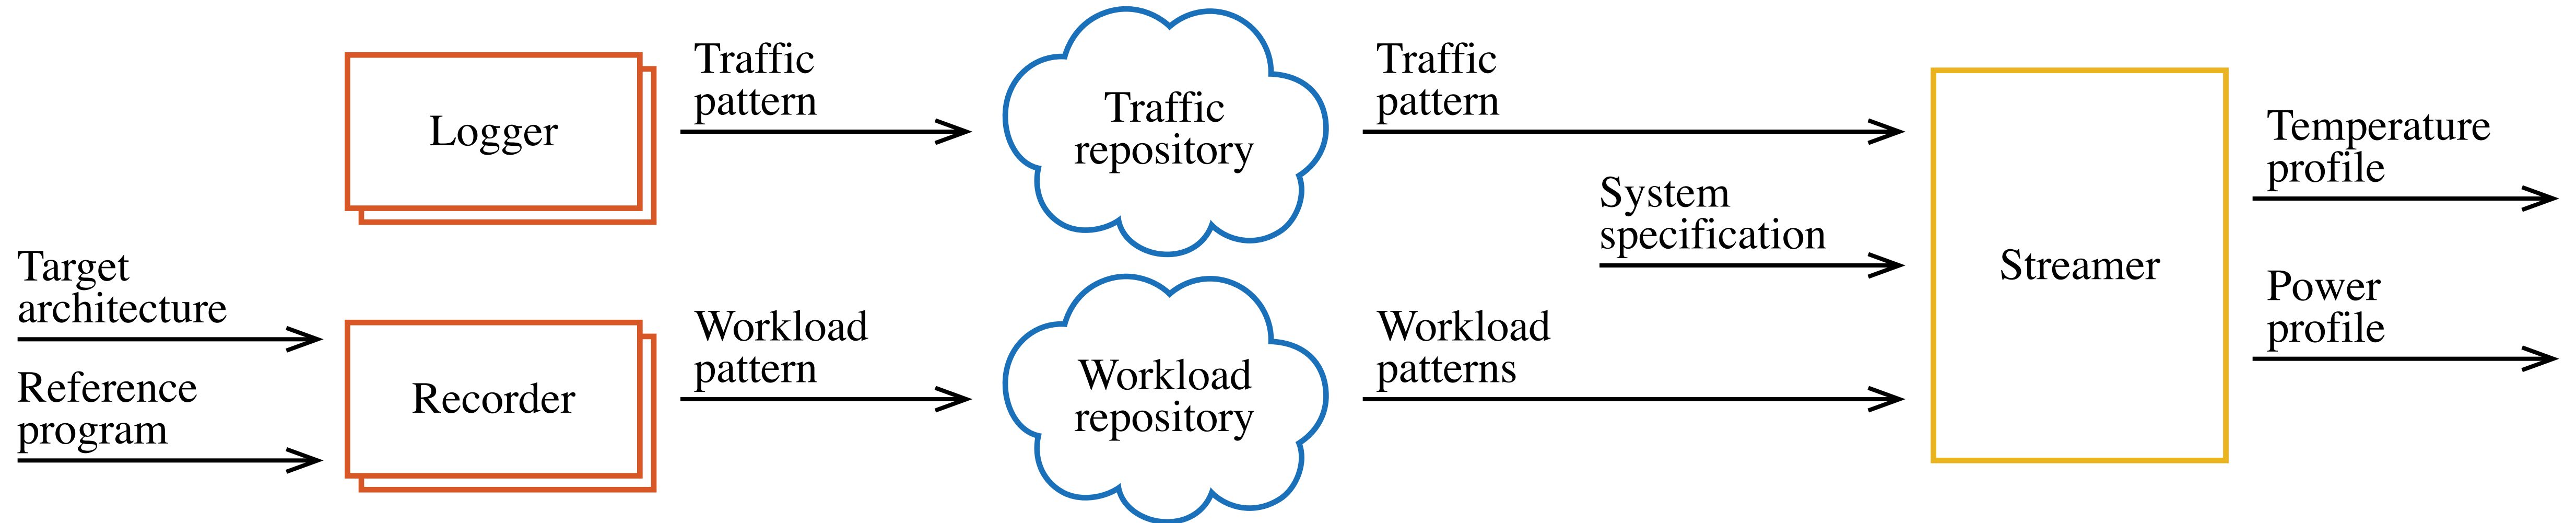 Logger
Traffic
pattern
Traffic
repository
Traffic
pattern
System
specification
Target
architecture
Reference
program
Recorder
Workload
pattern
Workload
repository
Workload
patterns
Streamer
Temperature
profile
Power
profile